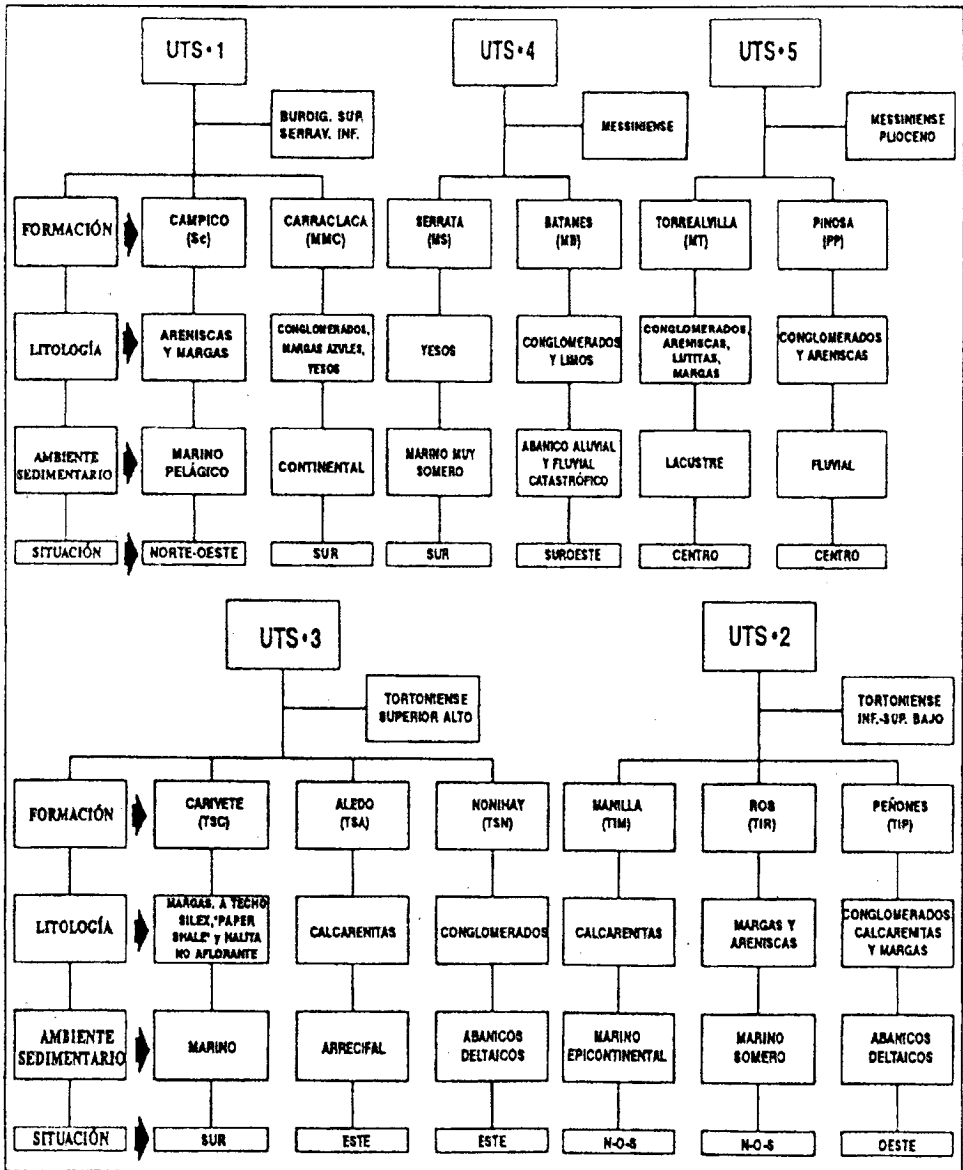 UTS•1
UTS•4
UTS•5
BURDIG. SUP.
SERRAV. INF.
MESSINIENSE
MESSINIENSE
PLIOCENO
FORMACIÓN
CAMPICO
(Sc)
CARRACLACA
(MMC)
SERRATA
(MS)
BATANES
(MB)
TORREALVILLA
(MT)
PINOSA
(PP)
LITOLOGÍA
ARENISCAS
Y MARGAS
CONGLOMERADOS,
MARGAS AZULES,
YESOS
YESOS
CONGLOMERADOS
Y LIMOS
CONGLOMERADOS,
ARENISCAS,
LUTITAS,
MARGAS
CONGLOMERADOS
Y ARENISCAS
AMBIENTE
SEDIMENTARIO
MARINO
PELÁGICO
CONTINENTAL
MARINO MUY
SOMERO
ABANICO ALUVIAL
Y FLUVIAL
CATASTRÓFICO
LACUSTRE
FLUVIAL
SITUACIÓN
NORTE-OESTE
SUR
SUR
SUROESTE
CENTRO
CENTRO
UTS•3
UTS•2
TORTONIENSE
SUPERIOR ALTO
TORTONIENSE
INF.-SUP. BAJO
FORMACIÓN
CARIVETE
(TSC)
ALEDO
(TSA)
NONIHAY
(TSN)
MANILLA
(TIM)
ROS
(TIR)
PEÑONES
(TIP)
LITOLOGÍA
MARGAS, A TECHO
SILEX, "PAPER
SHALE" y HALITA
NO AFLORANTE
CALCARENITAS
CONGLOMERADOS
CALCARENITAS
MARGAS Y
ARENISCAS
CONGLOMERADOS
CALCARENITAS
Y MARGAS
AMBIENTE
SEDIMENTARIO
MARINO
ARRECIFAL
ABANICOS
DELTAICOS
MARINO
EPICONTINENTAL
MARINO
SOMERO
ABANICOS
DELTAICOS
SITUACIÓN
SUR
ESTE
ESTE
N-O-S
N-O-S
OESTE